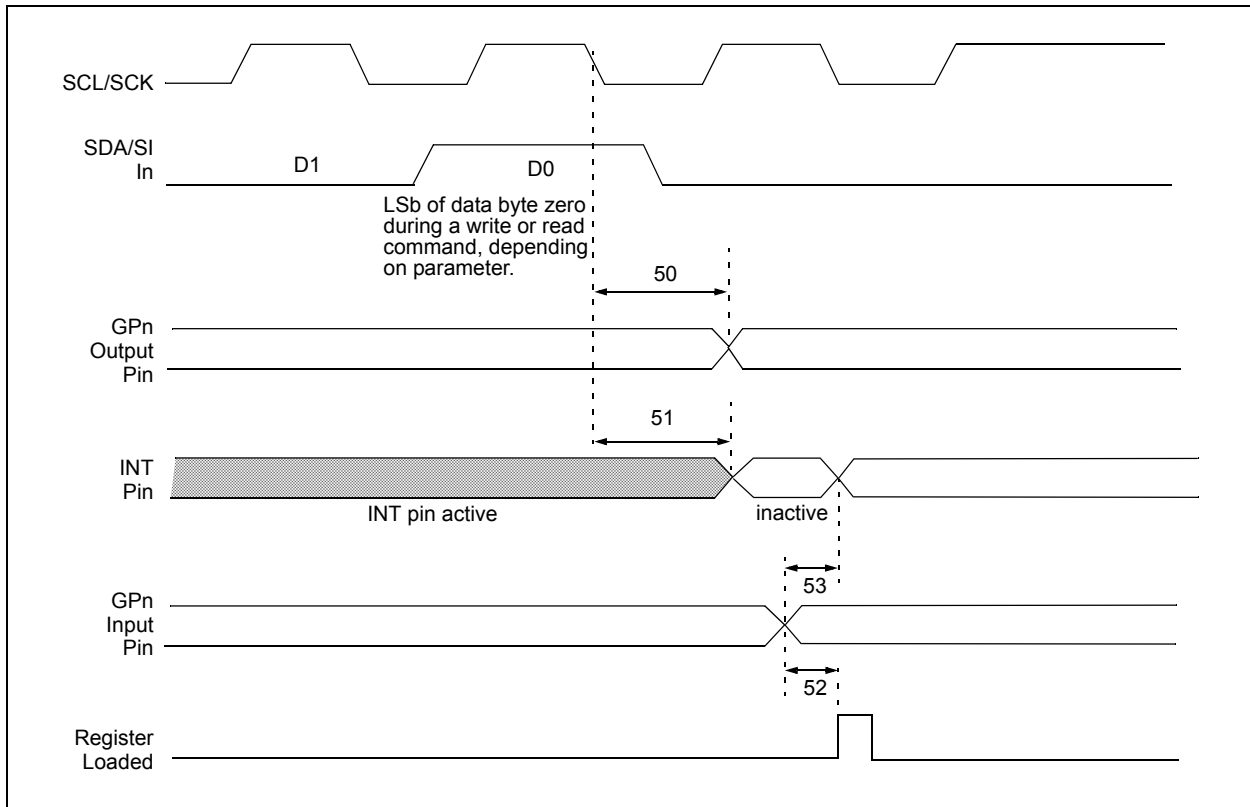 SCL/SCK
SDA/SI
In
D1
D0
LSb of data byte zero
during a write or read
command, depending
on parameter.
50
GPn
Output
Pin
51
INT
Pin
INT pin active
inactive
53
GPn
Input
Pin
52
Register
Loaded